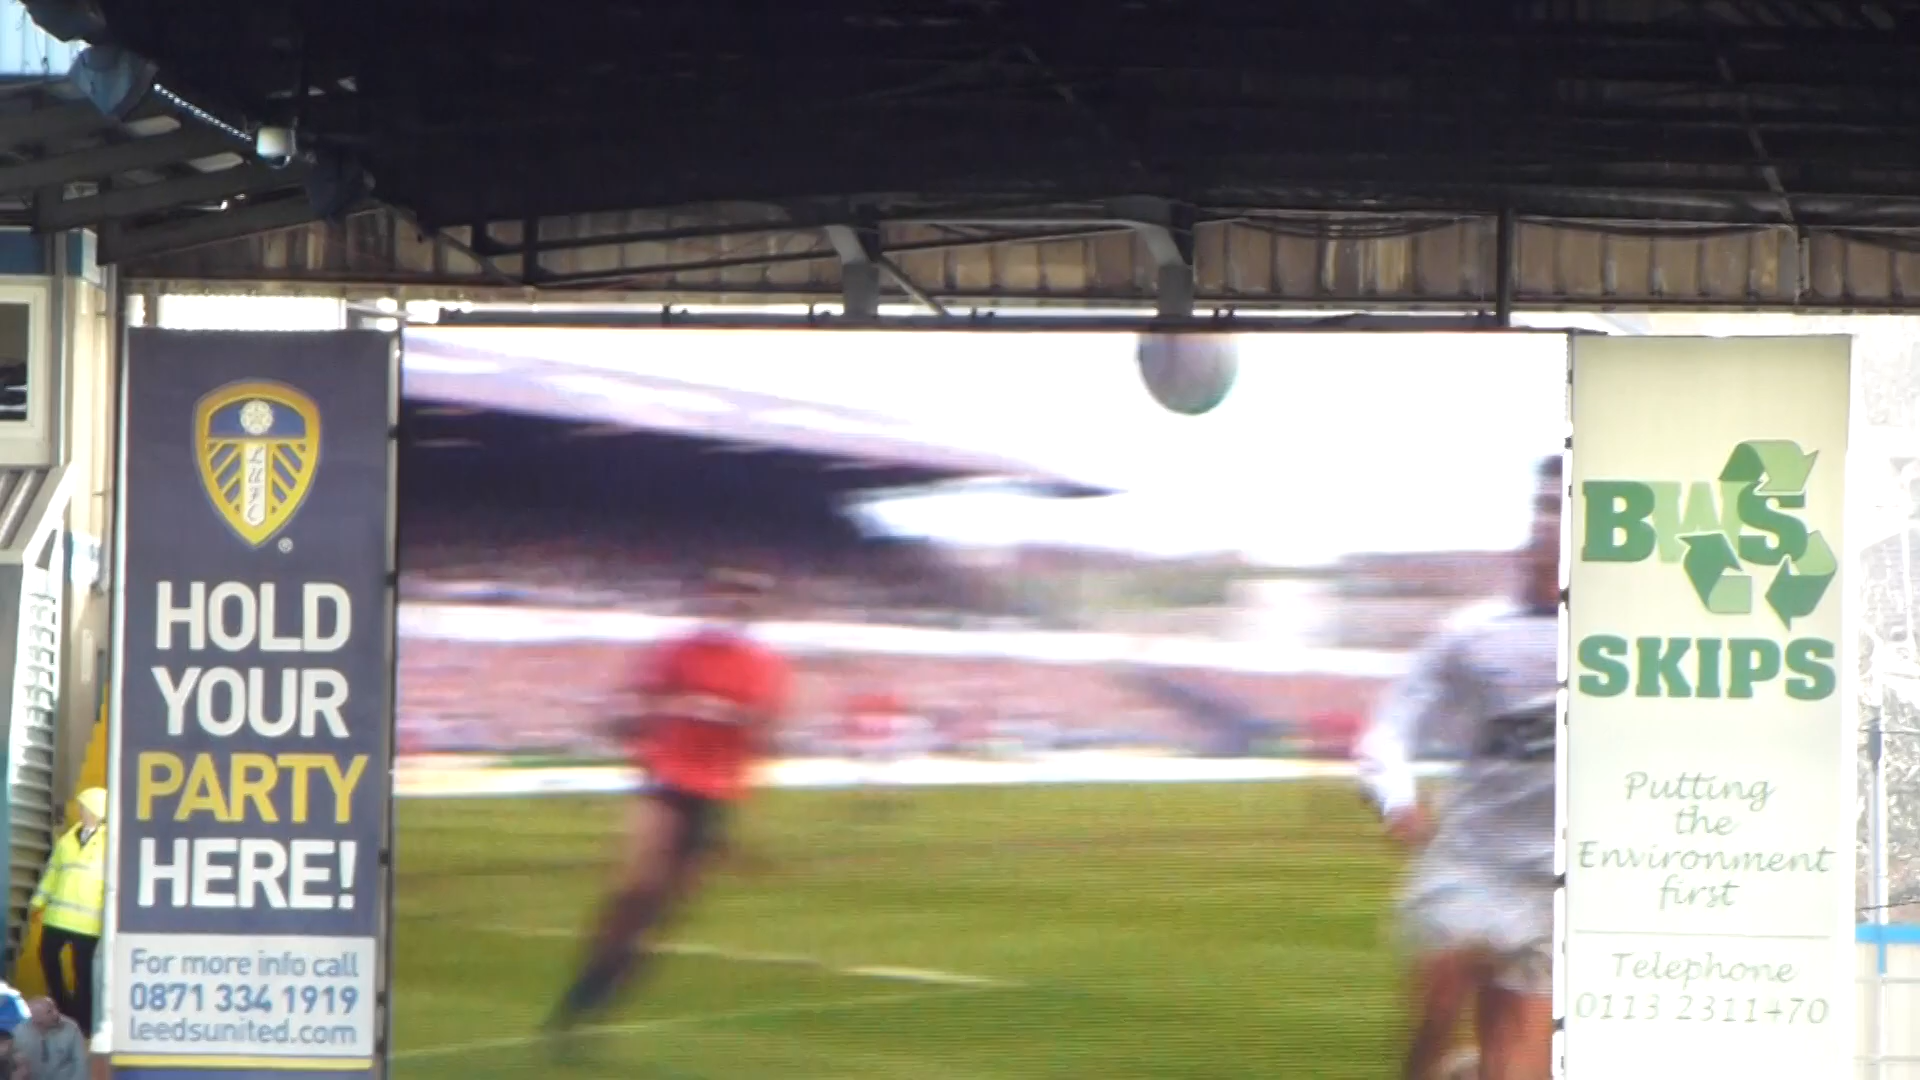 LUFC
®
HOLD
YOUR
PARTY
HERE!
For more info call
0871 334 1919
leedsunited.com
BWS
SKIPS
Putting
the
Environment
first
Telephone
0113 2311470